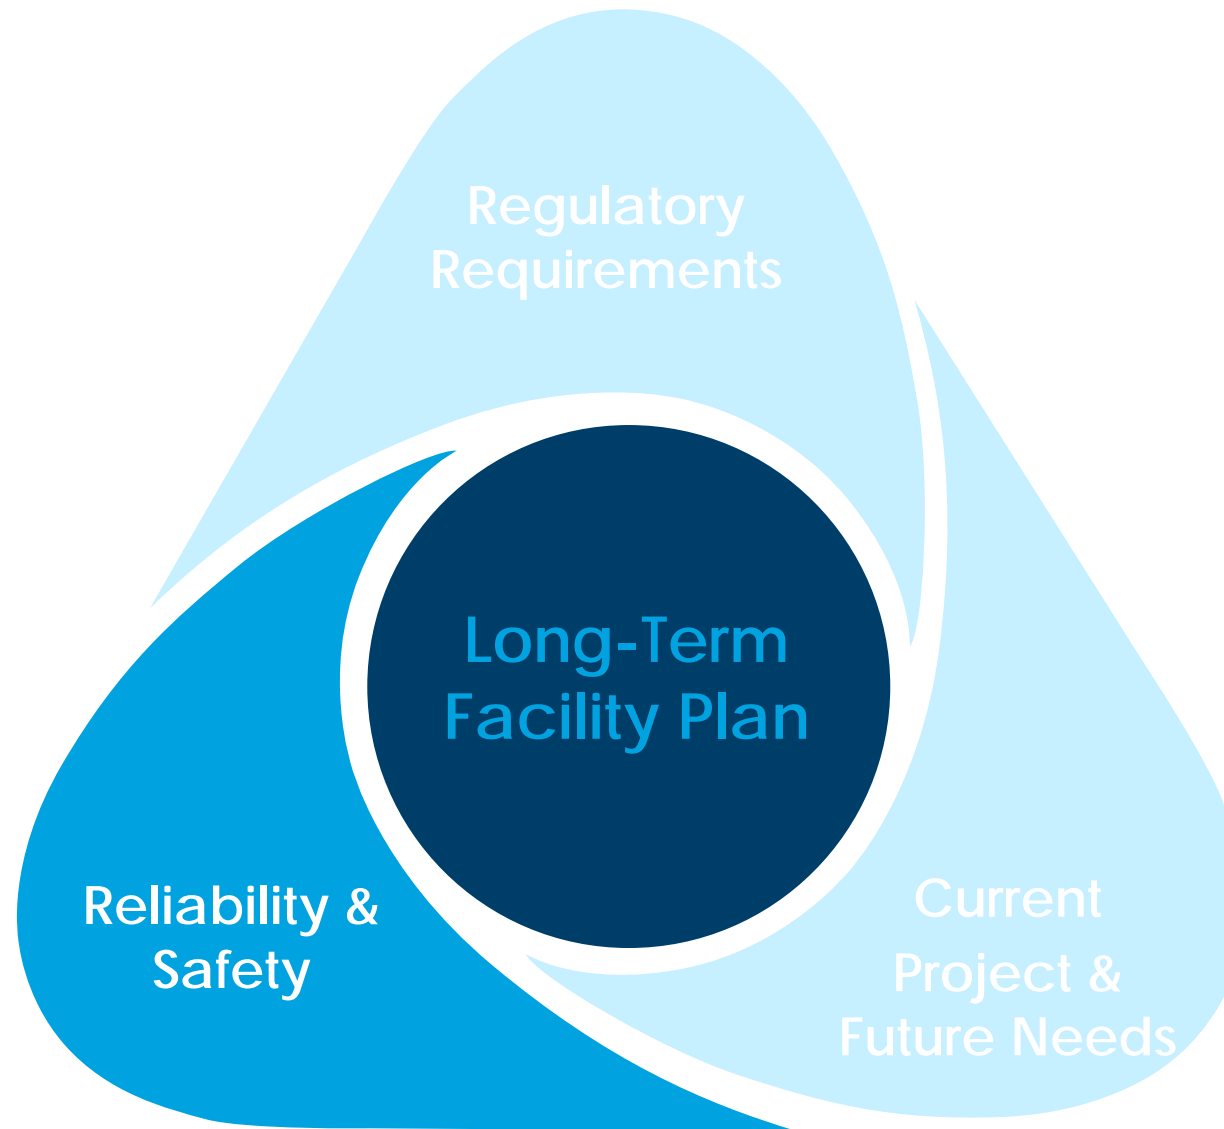 Regulatory
Requirements
Long-Term
Facility Plan
Reliability &
Safety
Current
Project &
Future Needs